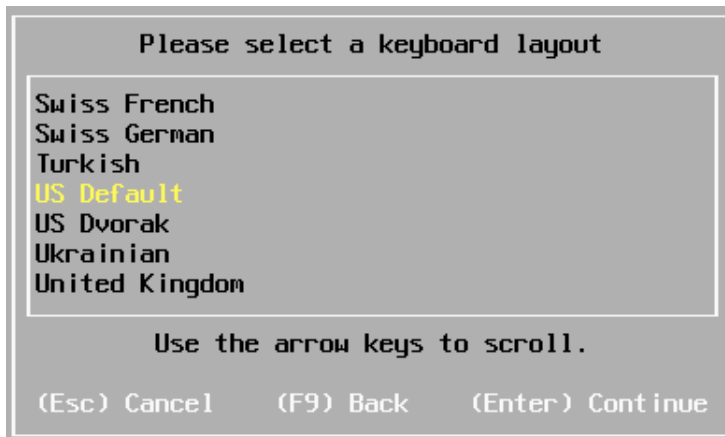 Please select a keyboard layout
Swiss French
Swiss German
Turkish
US Default
US Dvorak
Ukrainian
United Kingdom
Use the arrow keys to scroll.
(Esc) Cancel (F9) Back (Enter) Continue